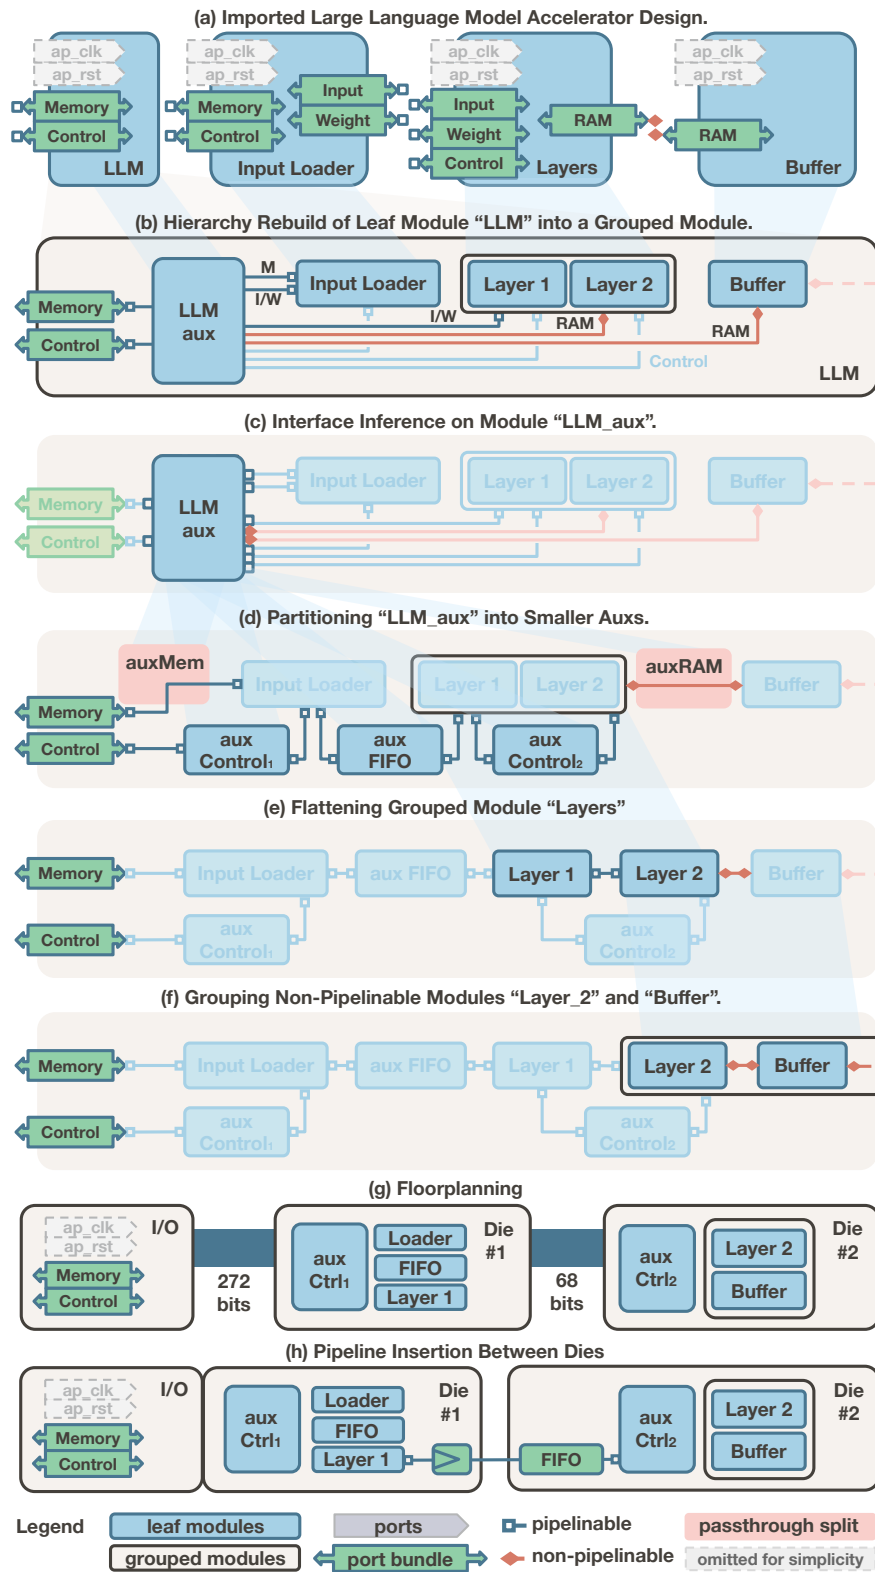 (a) Imported Large Language Model Accelerator Design.
ap_clk
ap_rst
Memory
Control
LLM
ap_clk
ap_rst
Memory
Control
Input
Weight
Input Loader
ap_clk
ap_rst
Input
Weight
Control
RAM
Layers
ap_clk
ap_rst
RAM
Buffer
(b) Hierarchy Rebuild of Leaf Module “LLM” into a Grouped Module.
Memory
Control
LLM
aux
M
I/W
Input Loader
I/W
Layer 1
Layer 2
RAM
Buffer
RAM
Control
LLM
(c) Interface Inference on Module “LLM_aux”.
Memory
Control
LLM
aux
Input Loader
Layer 1
Layer 2
Buffer
(d) Partitioning “LLM_aux” into Smaller Auxs.
auxMem
Input Loader
Layer 1
Layer 2
auxRAM
Buffer
Memory
Control
aux
Control1
aux
FIFO
aux
Control2
(e) Flattening Grouped Module “Layers”
Memory
Input Loader
aux FIFO
Layer 1
Layer 2
Buffer
Control
aux
Control1
aux
Control2
(f) Grouping Non-Pipelinable Modules “Layer_2” and “Buffer”.
Memory
Input Loader
aux FIFO
Layer 1
Layer 2
Buffer
Control
aux
Control1
aux
Control2
(g) Floorplanning
ap_clk
ap_rst
I/O
Memory
Control
272
bits
aux
Ctrl1
Loader
FIFO
Layer 1
Die
#1
68
bits
aux
Ctrl2
Layer 2
Buffer
Die
#2
(h) Pipeline Insertion Between Dies
ap_clk
ap_rst
I/O
Memory
Control
aux
Ctrl1
Loader
FIFO
Layer 1
Die
#1
FIFO
aux
Ctrl2
Layer 2
Buffer
Die
#2
Legend
leaf modules
ports
pipelinable
passthrough split
grouped modules
port bundle
non-pipelinable
omitted for simplicity